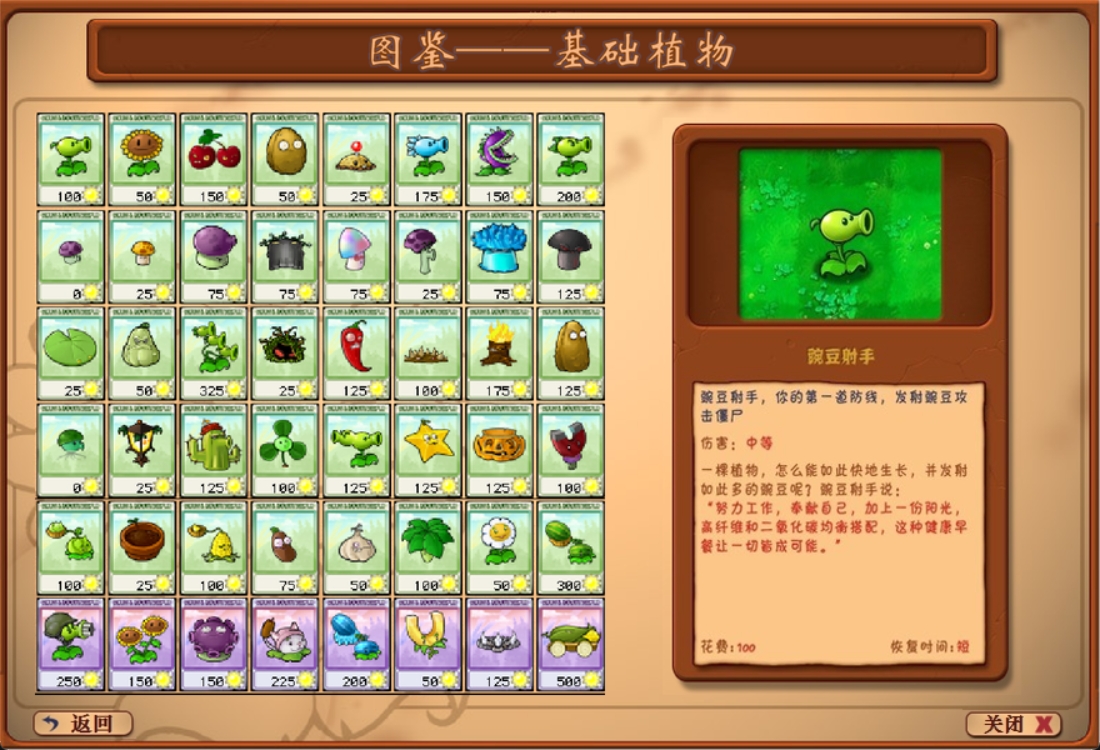 图鉴——基础植物
100 50 150 50 25 175 150 200
0 25 75 75 75 25 75 125
25 50 325 25 125 100 175 125
0 25 125 100 125 125 125 100
100 25 100 75 50 100 50 300
250 150 150 225 200 50 125 500
豌豆射手
豌豆射手，你的第一道防线，发射豌豆攻
击僵尸
伤害：中等
一棵植物，怎么能如此快地生长，并发射
如此多的豌豆呢？豌豆射手说：
“努力工作，奉献自己，加上一份阳光，
高纤维和二氧化碳均衡搭配，这种健康早
餐让一切皆成可能。”
花费:100 恢复时间:短
返回
关闭